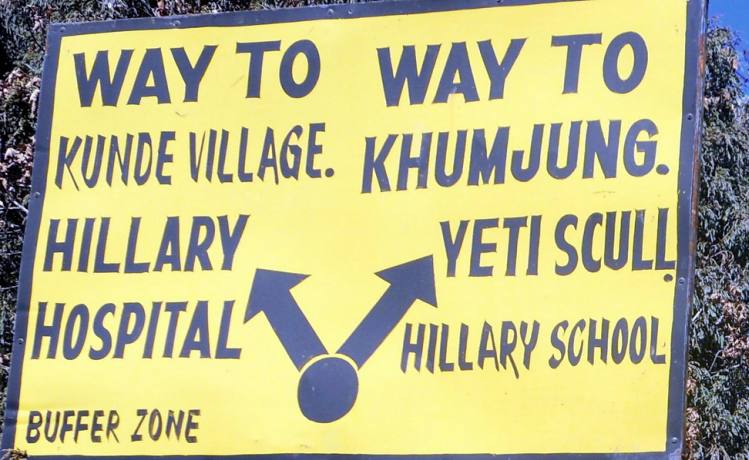 WAY TO
KUNDE VILLAGE.
HILLARY
HOSPITAL
BUFFER ZONE
WAY TO
KHUMJUNG.
YETI SCULL.
HILLARY SCHOOL